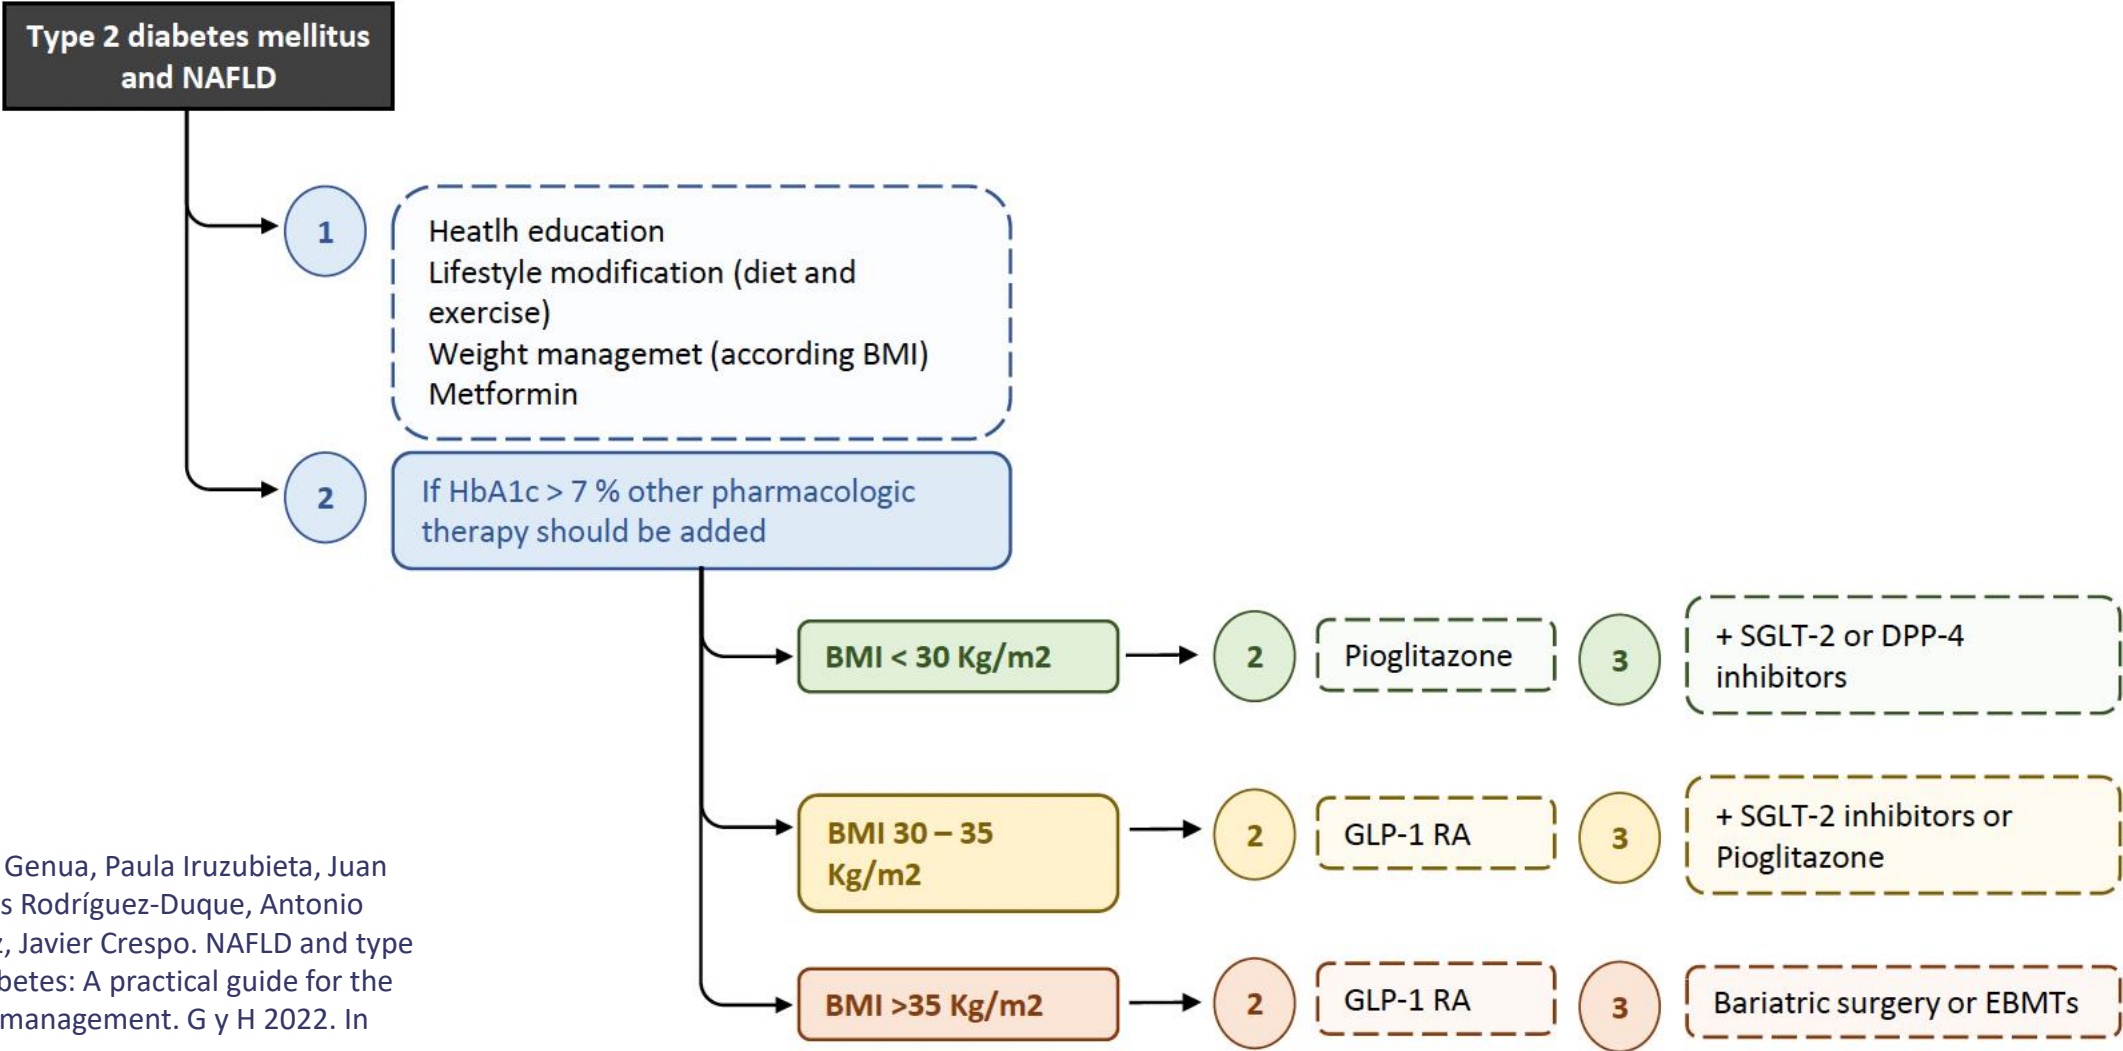 Type 2 diabetes mellitus
and NAFLD
1
Heatlh education
Lifestyle modification (diet and
exercise)
Weight managemet (according BMI)
Metformin
2
If HbA1c > 7 % other pharmacologic
therapy should be added
BMI < 30 Kg/m2
2
Pioglitazone
3
+ SGLT-2 or DPP-4
inhibitors
BMI 30 – 35
Kg/m2
2
GLP-1 RA
3
+ SGLT-2 inhibitors or
Pioglitazone
BMI >35 Kg/m2
2
GLP-1 RA
3
Bariatric surgery or EBMTs
Genua, Paula Iruzubieta, Juan
Rodríguez-Duque, Antonio
Javier Crespo. NAFLD and type
A practical guide for the
management. G y H 2022. In